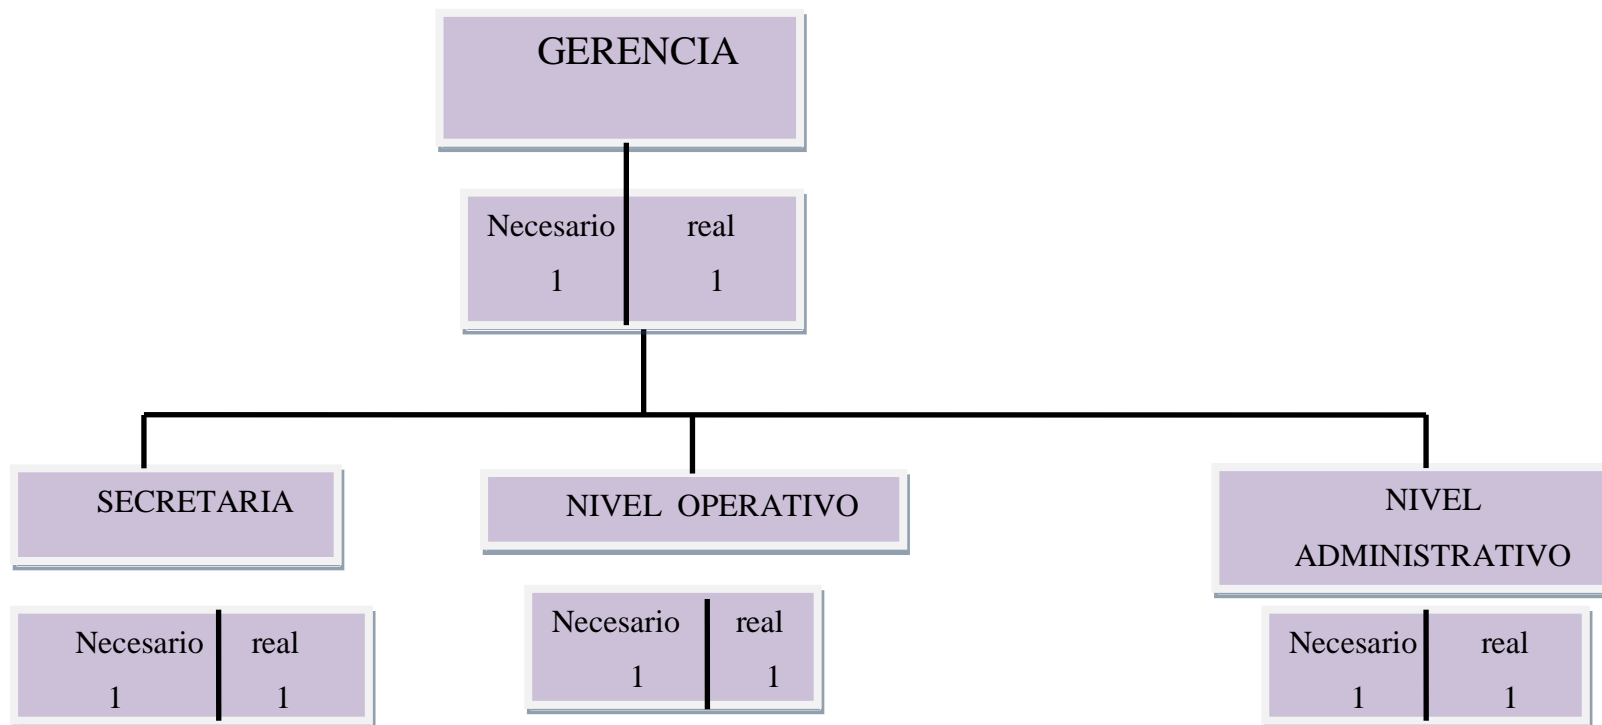 GERENCIA
Necesario real
1 1
SECRETARIA
NIVEL OPERATIVO
NIVEL
ADMINISTRATIVO
Necesario real
1 1
Necesario real
1 1
Necesario real
1 1